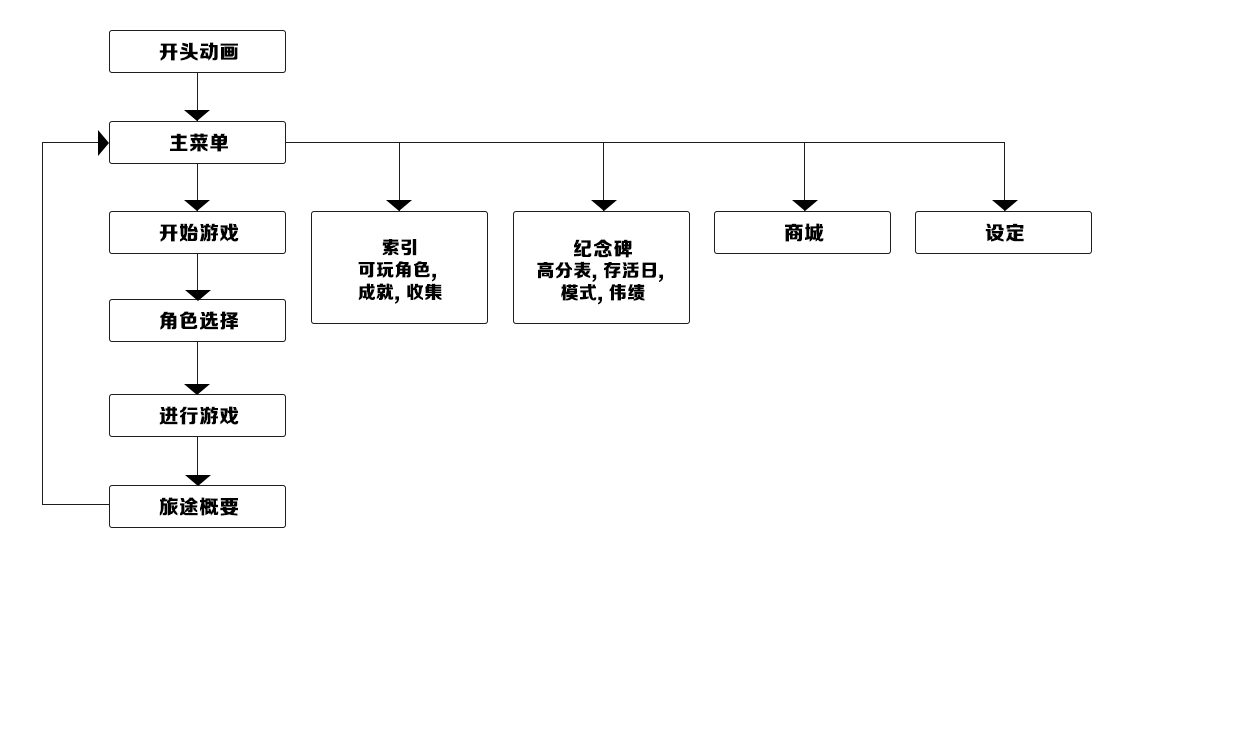 开头动画
主菜单
开始游戏
索引
可玩角色,
成就, 收集
纪念碑
高分表, 存活日,
模式, 伟绩
商城
设定
角色选择
进行游戏
旅途概要